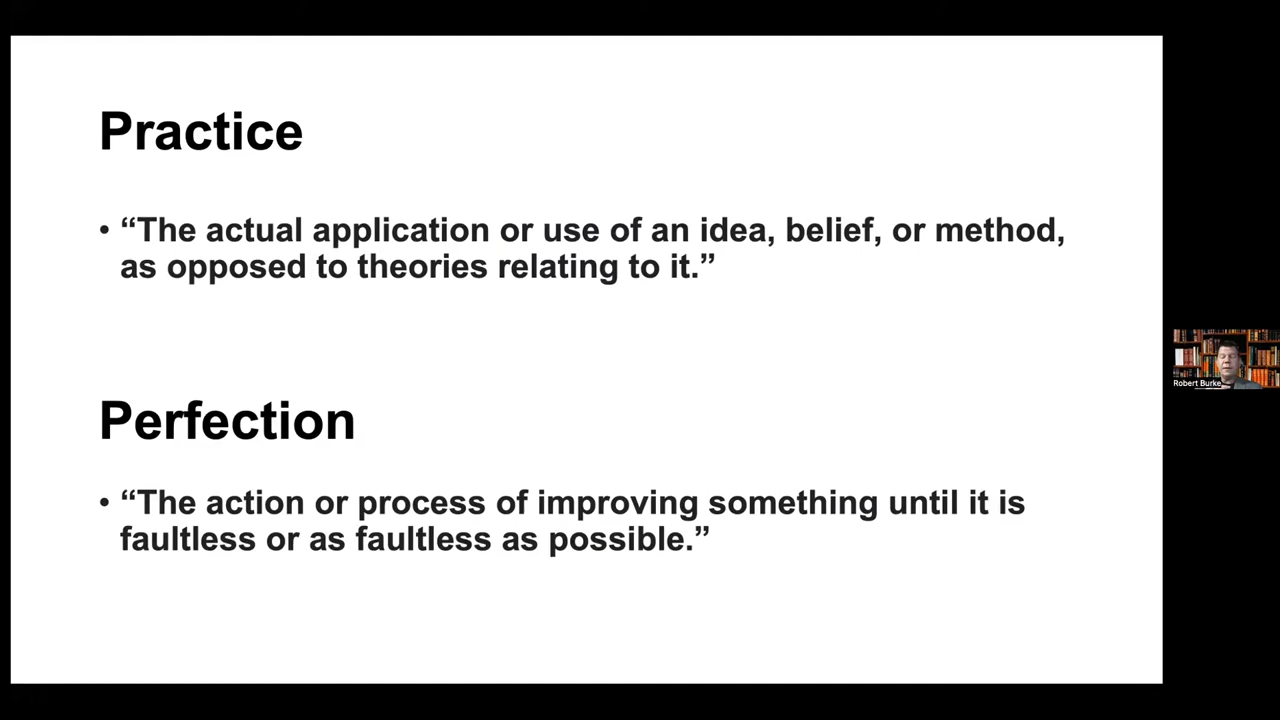 Practice
• “The actual application or use of an idea, belief, or method,
as opposed to theories relating to it.”
Perfection
• “The action or process of improving something until it is
faultless or as faultless as possible.”
Robert Burke